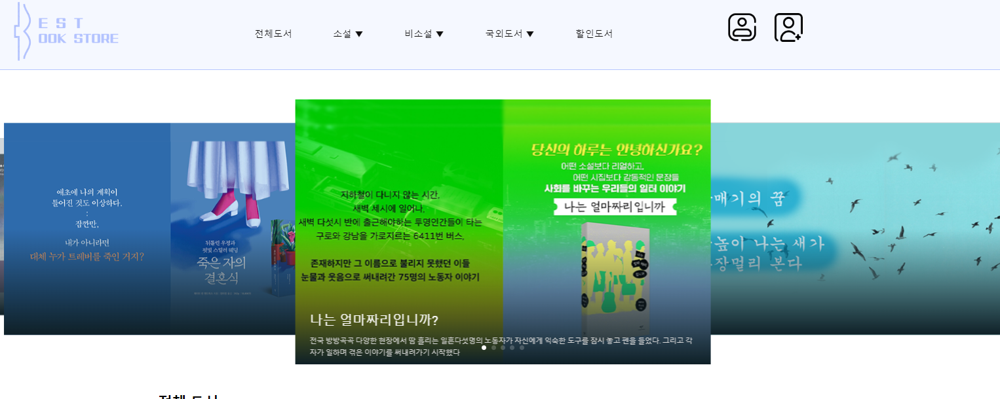 EST
OOK STORE
전체도서
소설 ▼
비소설 ▼
국외도서 ▼
할인도서
애초에 나의 계획이
틀어진 것도 이상하다.
:
잠깐만,
내가 아니라면
대체 누가 트레버를 죽인 거지?
뒤틀린 우정과
핏빛 스릴러 웨딩
죽은 자의
결혼식
지하철이 다니지 않는 시간,
새벽 세시에 일어나,
새벽 다섯시 반에 출근해야하는 투명인간들이 타는
구로와 강남을 가로지르는 6411번 버스,
존재하지만 그 이름으로 불리지 못했던 이들
눈물과 웃음으로 써내려간 75명의 노동자 이야기
당신의 하루는 안녕하신가요?
어떤 소설보다 리얼하고,
어떤 시집보다 감동적인 문장들
사회를 바꾸는 우리들의 일터 이야기
나는 얼마짜리입니까
나는 얼마짜리입니까?
전국 방방곡곡 다양한 현장에서 땀 흘리는 일흔다섯명의 노동자가 자신에게 익숙한 도구를 잠시 놓고 펜을 들었다. 그리고 각
자가 일하며 겪은 이야기를 써내려가기 시작했다
매기의 꿈
높이 나는 새가
장멀리 본다
전체 도서